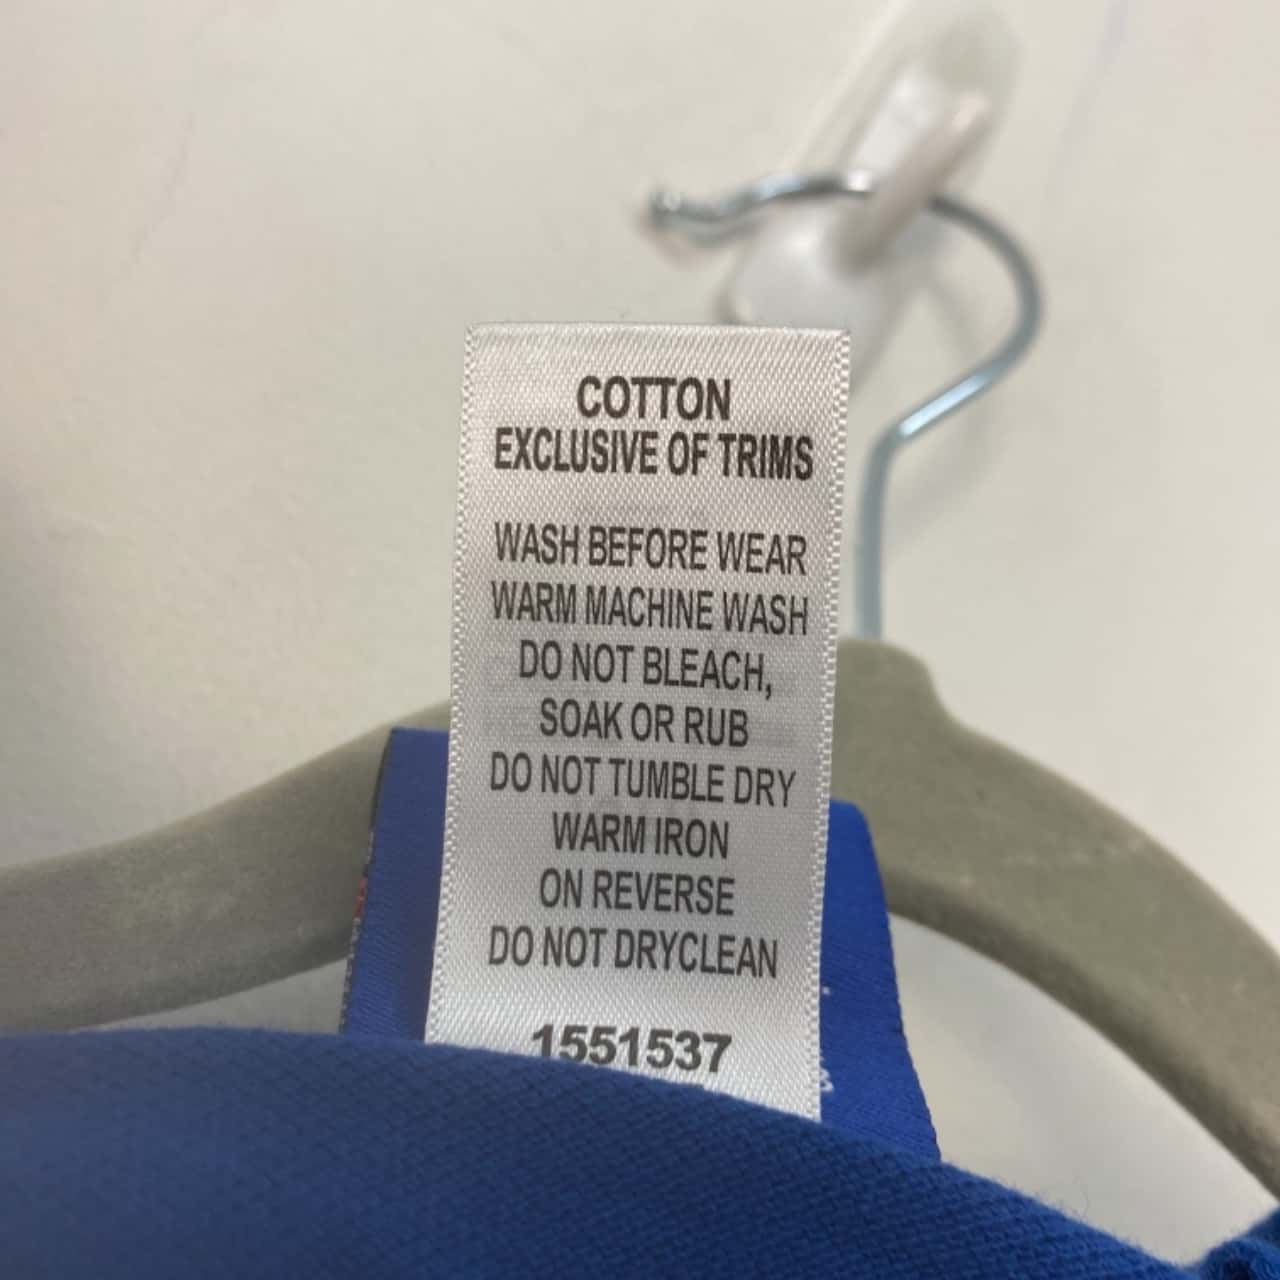 COTTON
EXCLUSIVE OF TRIMS
WASH BEFORE WEAR
WARM MACHINE WASH
DO NOT BLEACH,
SOAK OR RUB
DO NOT TUMBLE DRY
WARM IRON
ON REVERSE
DO NOT DRYCLEAN
1551537